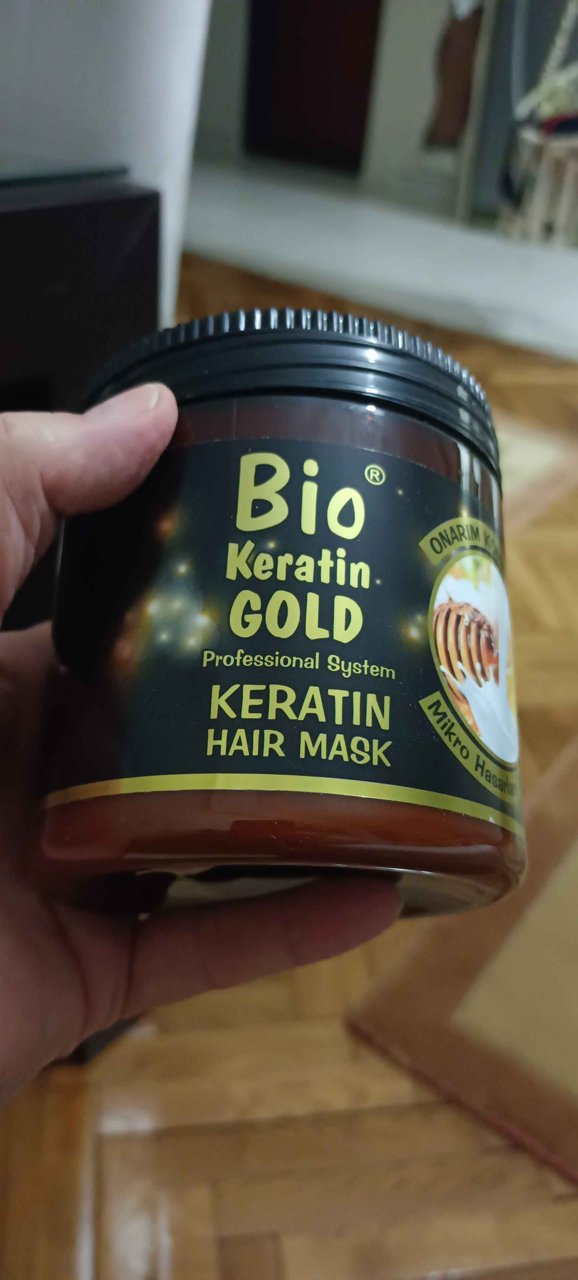 Bio®
Keratin
GOLD
Professional System
KERATIN
HAIR MASK
ONARIM
Mikro